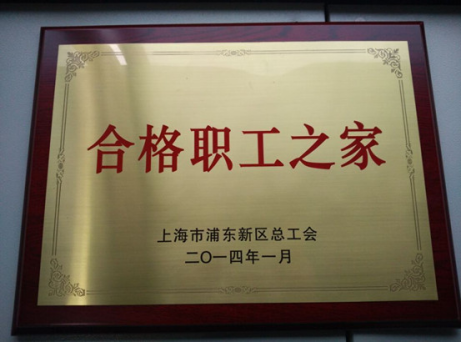 合格职工之家
上海市浦东新区总工会
二〇一四年一月